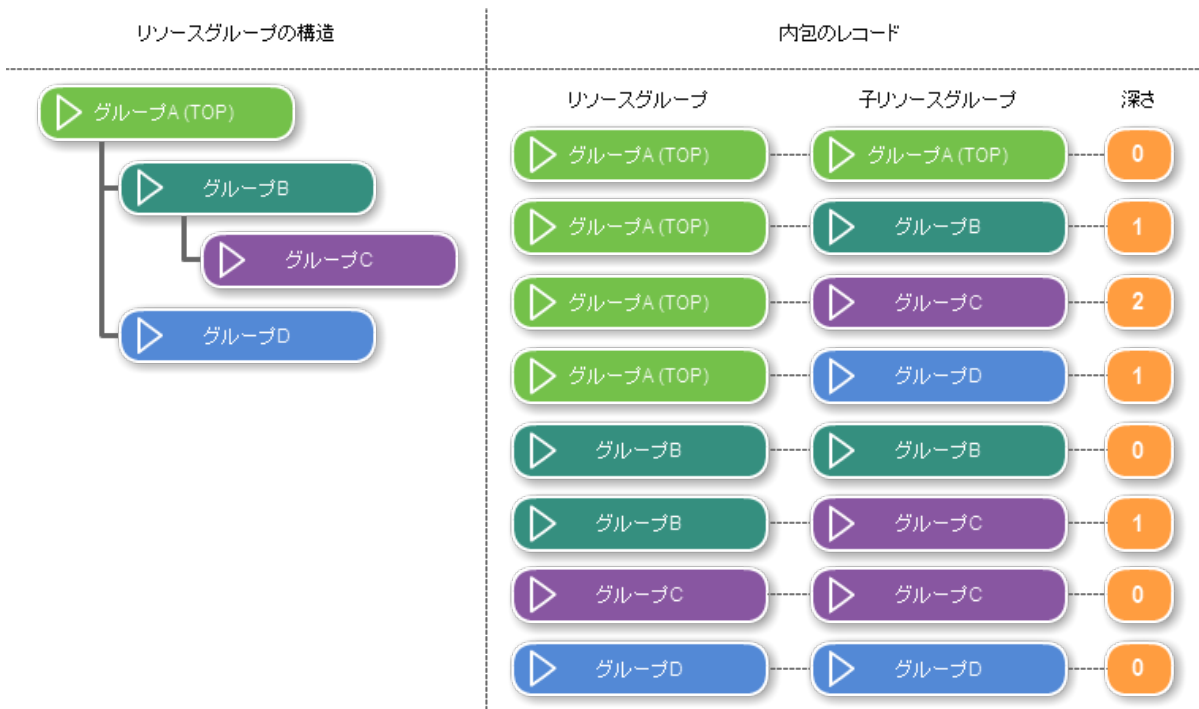 リソースグループの構造
グループA (TOP)
グループB
グループC
グループD
内包のレコード
リソースグループ 子リソースグループ 深さ
グループA (TOP) グループA (TOP) 0
グループA (TOP) グループB 1
グループA (TOP) グループC 2
グループA (TOP) グループD 1
グループB グループB 0
グループB グループC 1
グループC グループC 0
グループD グループD 0